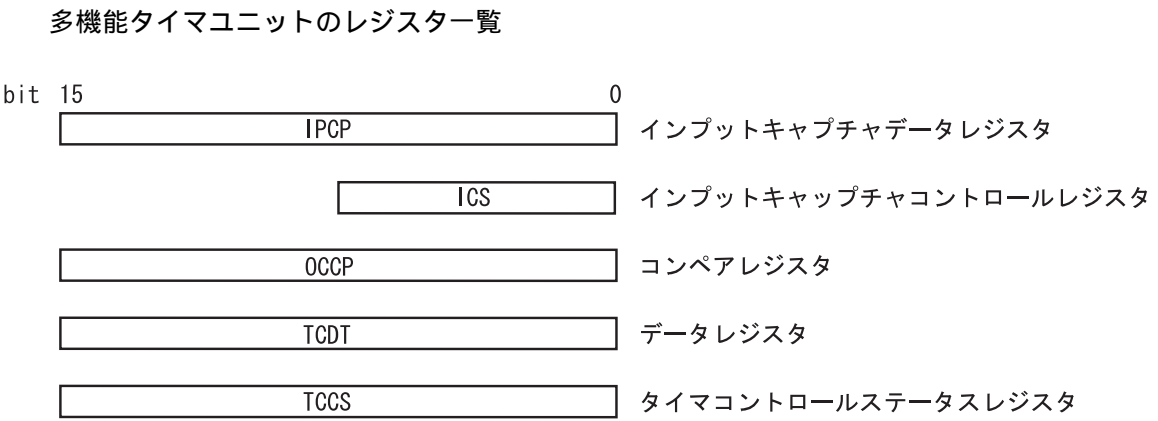 多機能タイマユニットのレジスタ一覧
bit 15 0
IPCP インプットキャプチャデータレジスタ
ICS インプットキャップチャコントロールレジスタ
OCCP コンペアレジスタ
TCDT データレジスタ
TCCS タイマコントロールステータスレジスタ